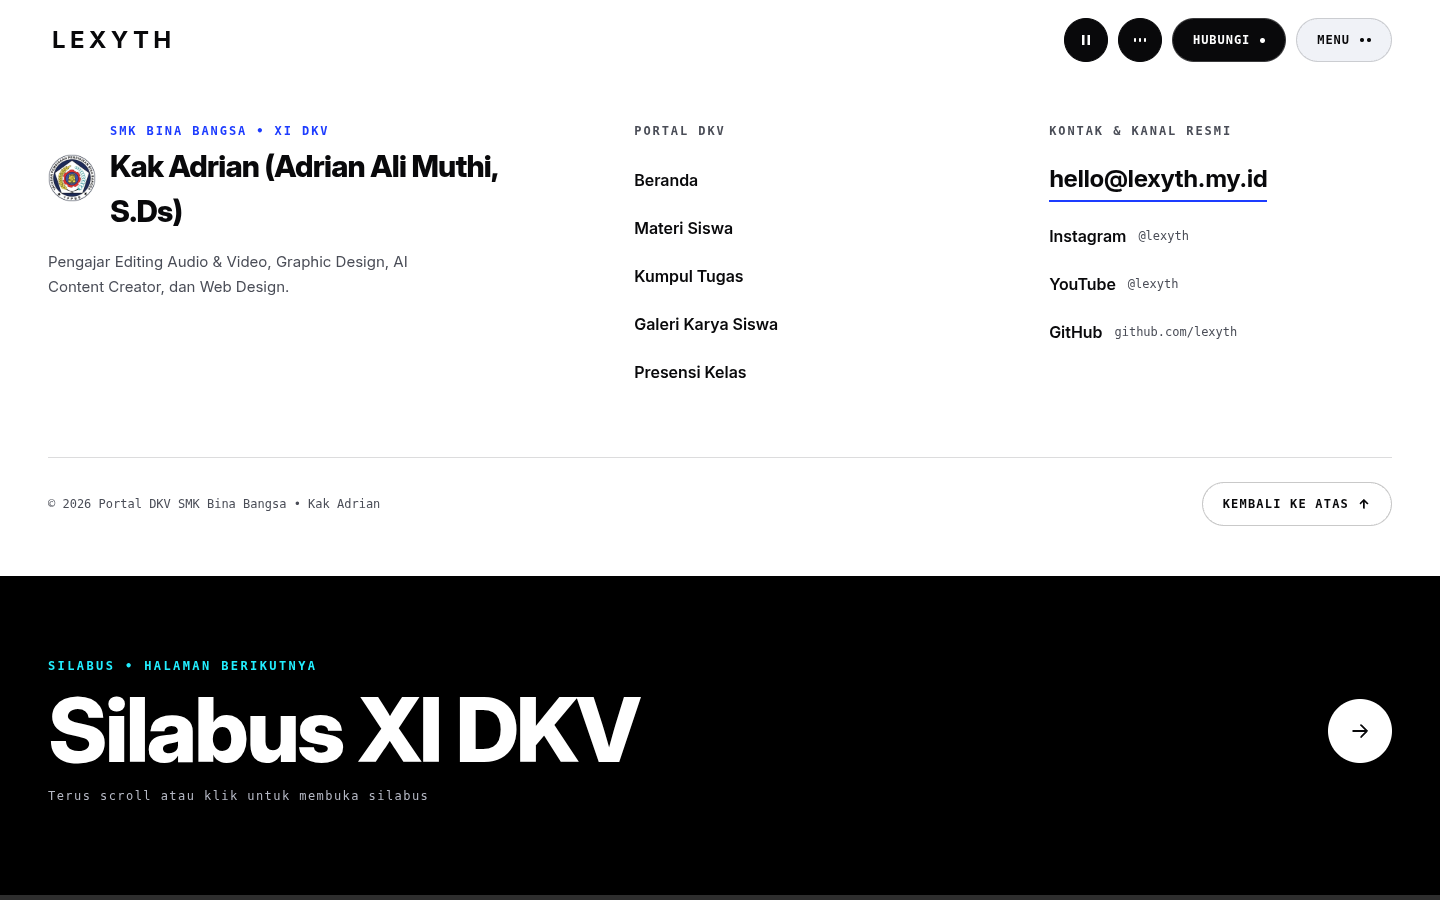 LEXYTH
HUBUNGI
MENU
SMK BINA BANGSA • XI DKV
Kak Adrian (Adrian Ali Muthi,
S.Ds)
Pengajar Editing Audio & Video, Graphic Design, AI
Content Creator, dan Web Design.
PORTAL DKV
Beranda
Materi Siswa
Kumpul Tugas
Galeri Karya Siswa
Presensi Kelas
KONTAK & KANAL RESMI
hello@lexyth.my.id
Instagram @lexyth
YouTube @lexyth
GitHub github.com/lexyth
© 2026 Portal DKV SMK Bina Bangsa • Kak Adrian
KEMBALI KE ATAS ↑
SILABUS • HALAMAN BERIKUTNYA
Silabus XI DKV
Terus scroll atau klik untuk membuka silabus